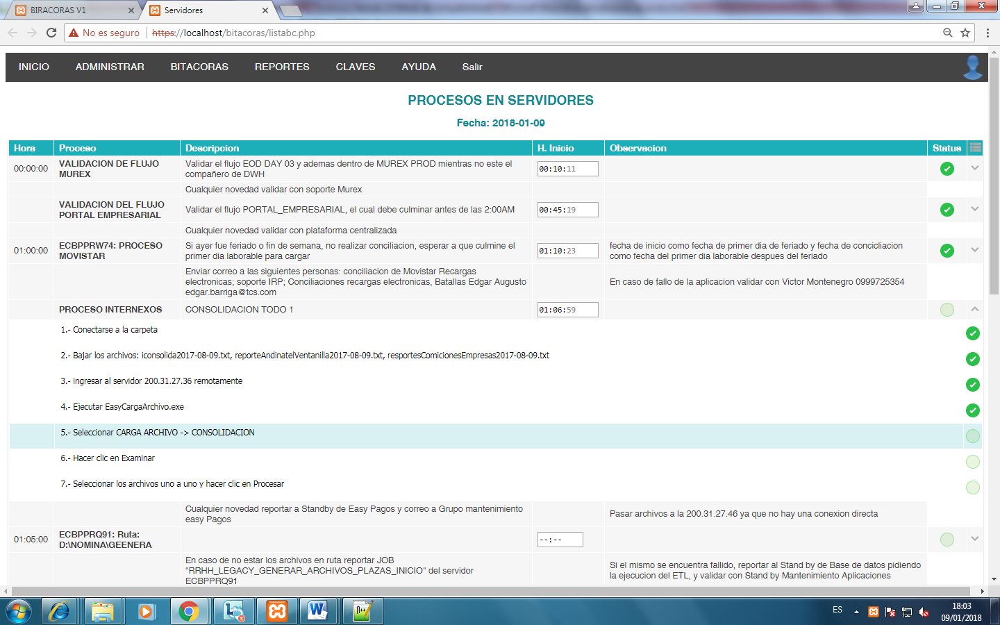 BIRACORAS V1
Servidores
No es seguro https://localhost/bitacoras/listabc.php
INICIO ADMINISTRAR BITACORAS REPORTES CLAVES AYUDA Salir
PROCESOS EN SERVIDORES
Fecha: 2018-01-09
Hora Proceso Descripcion H. Inicio Observacion Status
00:00:00
VALIDACION DE FLUJO
MUREX
Validar el flujo EOD DAY 03 y ademas dentro de MUREX PROD mientras no este el
compañero de DWH
00:10:11
Cualquier novedad validar con soporte Murex
VALIDACION DEL FLUJO
PORTAL EMPRESARIAL
Validar el flujo PORTAL_EMPRESARIAL, el cual debe culminar antes de las 2:00AM
00:45:19
Cualquier novedad validar con plataforma centralizada
01:00:00
ECBPPRW74: PROCESO
MOVISTAR
Si ayer fue feriado o fin de semana, no realizar conciliacion, esperar a que culmine el
primer dia laborable para cargar
01:10:23
fecha de inicio como fecha de primer dia de feriado y fecha de concicliacion
como fecha del primer dia laborable despues del feriado
Enviar correo a las siguientes personas: conciliacion de Movistar Recargas
electronicas; soporte IRP; Conciliaciones recargas electronicas, Batallas Edgar Augusto
edgar.barriga@tcs.com
En caso de fallo de la aplicacion validar con Victor Montenegro 0999725354
PROCESO INTERNEXOS
CONSOLIDACION TODO 1
01:06:59
1.- Conectarse a la carpeta
2.- Bajar los archivos: iconsolida2017-08-09.txt, reporteAndinatelVentanilla2017-08-09.txt, resportesComicionesEmpresas2017-08-09.txt
3.- ingresar al servidor 200.31.27.36 remotamente
4.- Ejecutar EasyCargaArchivo.exe
5.- Seleccionar CARGA ARCHIVO -> CONSOLIDACION
6.- Hacer clic en Examinar
7.- Seleccionar los archivos uno a uno y hacer clic en Procesar
Cualquier novedad reportar a Standby de Easy Pagos y correo a Grupo mantenimiento
easy Pagos
Pasar archivos a la 200.31.27.46 ya que no hay una conexion directa
01:05:00
ECBPPRQ91: Ruta:
D:\NOMINA\GEENERA
--:--
En caso de no estar los archivos en ruta reportar JOB
"RRHH_LEGACY_GENERAR_ARCHIVOS_PLAZAS_INICIO" del servidor
ECBPPRQ91
Si el mismo se encuentra fallido, reportar al Stand by de Base de datos pidiendo
la ejecucion del ETL, y validar con Stand by Mantenimiento Aplicaciones
ES
18:03
09/01/2018